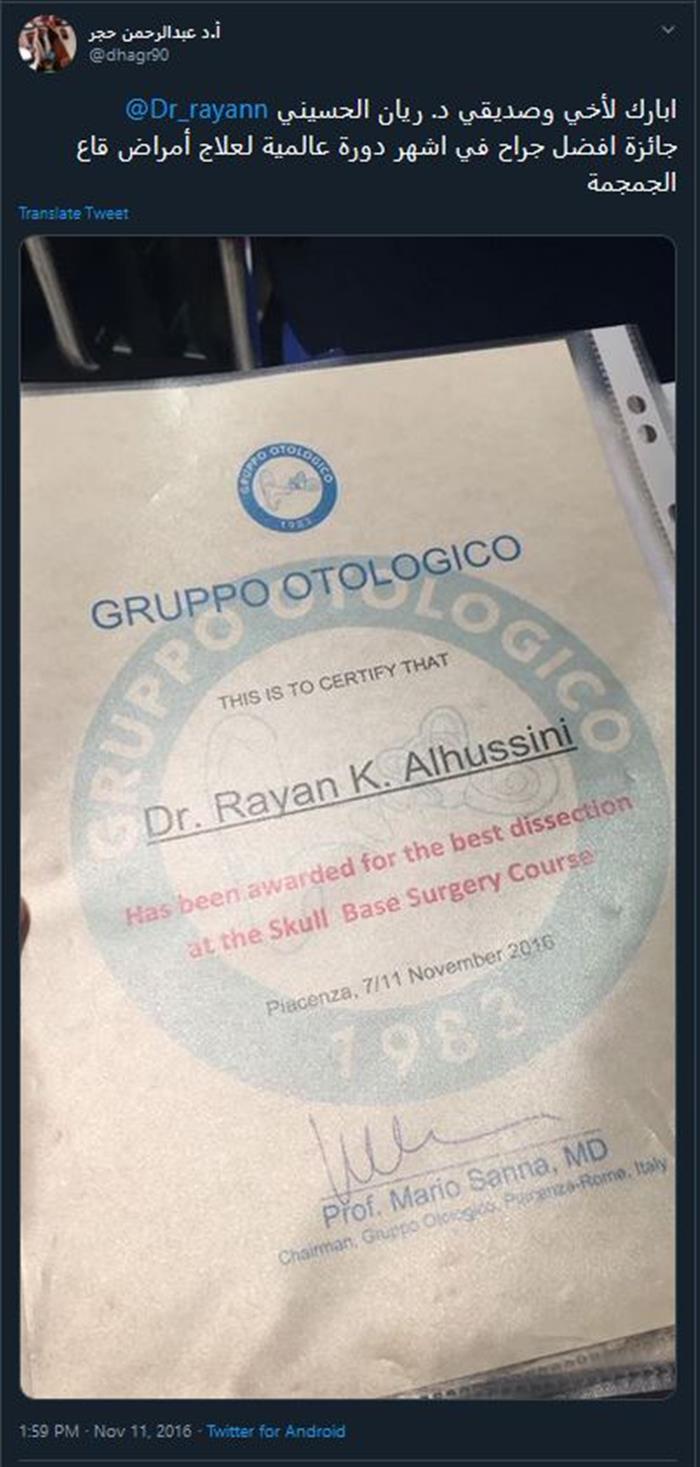 أ.د عبدالرحمن حجر
@dhagr90
ابارك لأخي وصديقي د. ريان الحسيني @Dr_rayann
جائزة افضل جراح في اشهر دورة عالمية لعلاج أمراض قاع
الجمجمة
Translate Tweet
GRUPPO OTOLOGICO
1983
GRUPPO OTOLOGICO
GRUPPO OTOLOGICO
THIS IS TO CERTIFY THAT
Dr. Rayan K. Alhussini
Has been awarded for the best dissection
at the Skull Base Surgery Course
Piacenza, 7/11 November 2016
1983
Prof. Mario Sanna, MD
Chairman, Gruppo Otologico, Piacenza-Rome, Italy
1:59 PM · Nov 11, 2016 · Twitter for Android